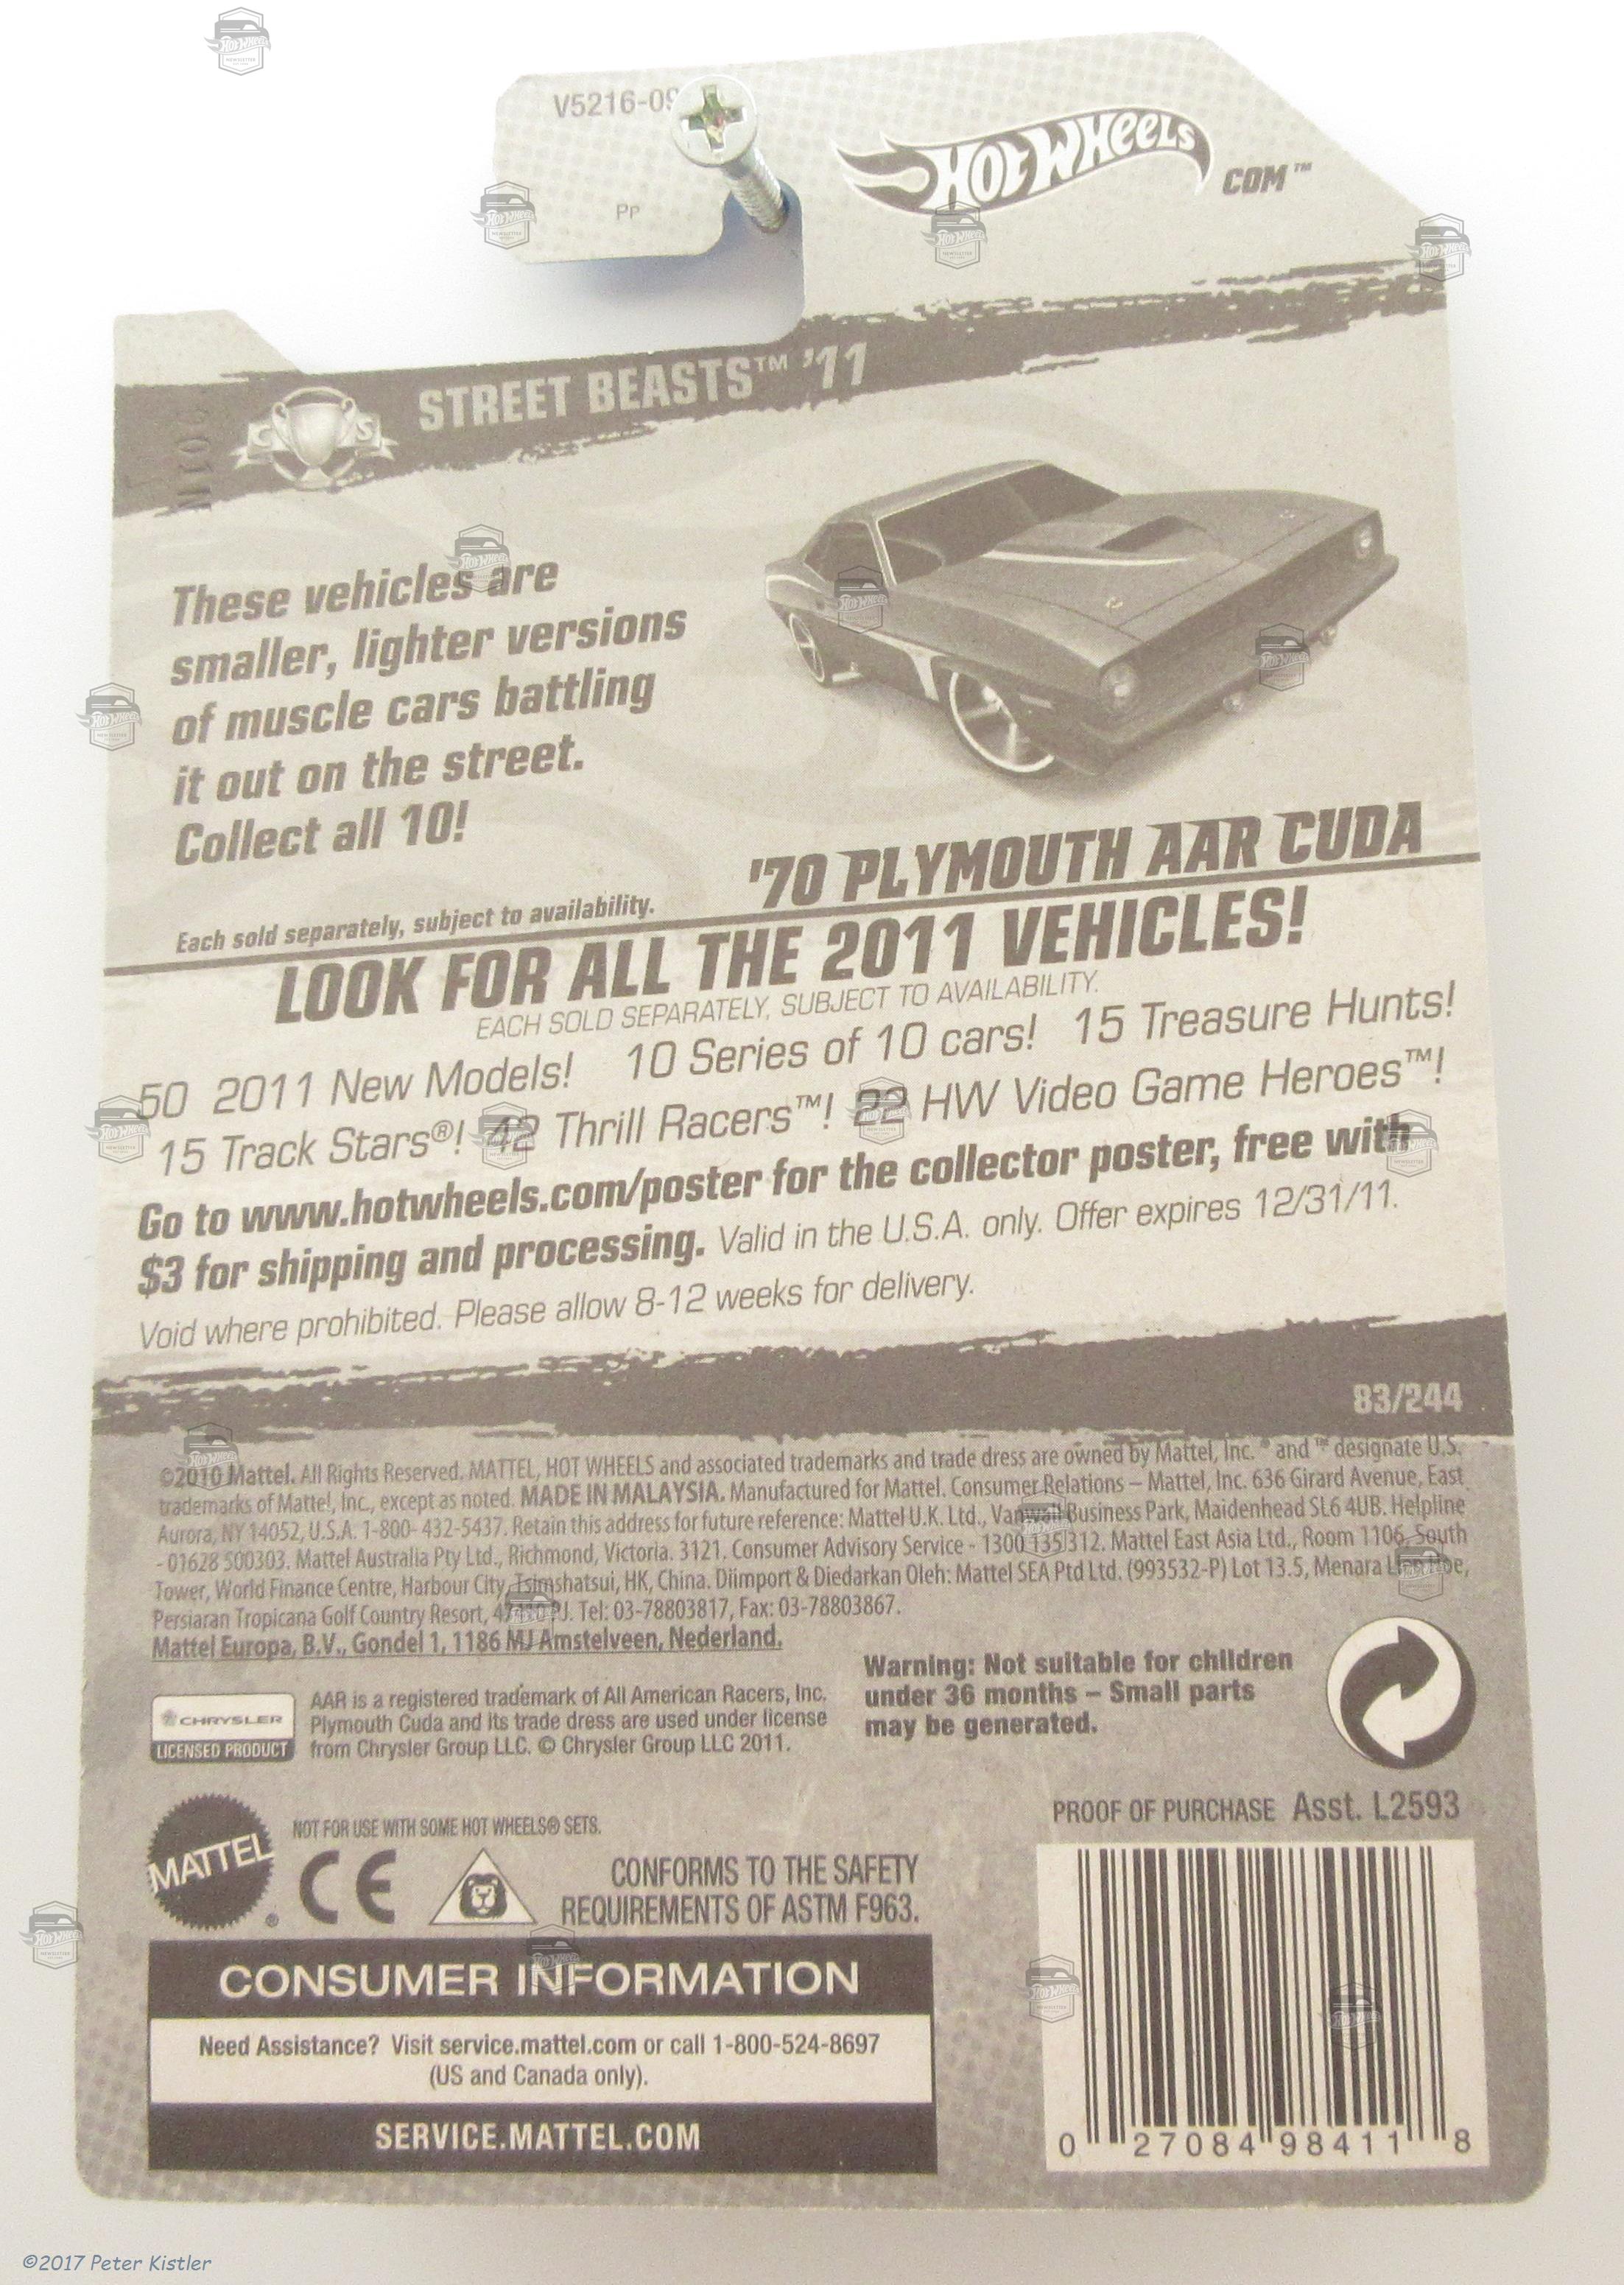 V5216-09
Pp
HOT WHEELS
COM™
STREET BEASTS™ '11
These vehicles are
smaller, lighter versions
of muscle cars battling
it out on the street.
Collect all 10!
Each sold separately, subject to availability.
'70 PLYMOUTH AAR CUDA
LOOK FOR ALL THE 2011 VEHICLES!
EACH SOLD SEPARATELY, SUBJECT TO AVAILABILITY.
50 2011 New Models! 10 Series of 10 cars! 15 Treasure Hunts!
15 Track Stars®! 42 Thrill Racers™! 22 HW Video Game Heroes™!
Go to www.hotwheels.com/poster for the collector poster, free with
$3 for shipping and processing. Valid in the U.S.A. only. Offer expires 12/31/11.
Void where prohibited. Please allow 8-12 weeks for delivery.
83/244
©2010 Mattel. All Rights Reserved. MATTEL, HOT WHEELS and associated trademarks and trade dress are owned by Mattel, Inc. ® and ™ designate U.S.
trademarks of Mattel, Inc., except as noted. MADE IN MALAYSIA. Manufactured for Mattel. Consumer Relations – Mattel, Inc. 636 Girard Avenue, East
Aurora, NY 14052, U.S.A. 1-800- 432-5437. Retain this address for future reference: Mattel U.K. Ltd., Vanwall Business Park, Maidenhead SL6 4UB. Helpline
- 01628 500303. Mattel Australia Pty Ltd., Richmond, Victoria. 3121. Consumer Advisory Service - 1300 135 312. Mattel East Asia Ltd., Room 1106, South
Tower, World Finance Centre, Harbour City, Tsimshatsui, HK, China. Diimport & Diedarkan Oleh: Mattel SEA Ptd Ltd. (993532-P) Lot 13.5, Menara
Persiaran Tropicana Golf Country Resort, PJ. Tel: 03-78803817, Fax: 03-78803867.
Mattel Europa, B.V., Gondel 1, 1186 MJ Amstelveen, Nederland.
Warning: Not suitable for children
under 36 months – Small parts
may be generated.
CHRYSLER
LICENSED PRODUCT
AAR is a registered trademark of All American Racers, Inc.
Plymouth Cuda and its trade dress are used under license
from Chrysler Group LLC. © Chrysler Group LLC 2011.
PROOF OF PURCHASE Asst. L2593
MATTEL®
NOT FOR USE WITH SOME HOT WHEELS® SETS.
CE
CONFORMS TO THE SAFETY
REQUIREMENTS OF ASTM F963.
CONSUMER INFORMATION
Need Assistance? Visit service.mattel.com or call 1-800-524-8697
(US and Canada only).
SERVICE.MATTEL.COM
0 27084 98411 8
©2017 Peter Kistler